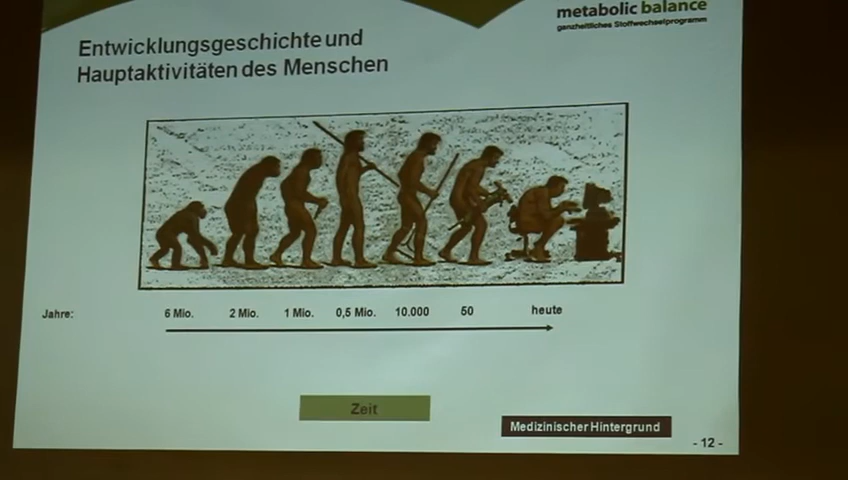 metabolic balance
ganzheitliches Stoffwechselprogramm
Entwicklungsgeschichte und
Hauptaktivitäten des Menschen
Jahre: 6 Mio. 2 Mio. 1 Mio. 0,5 Mio. 10.000 50 heute
Zeit
Medizinischer Hintergrund
- 12 -